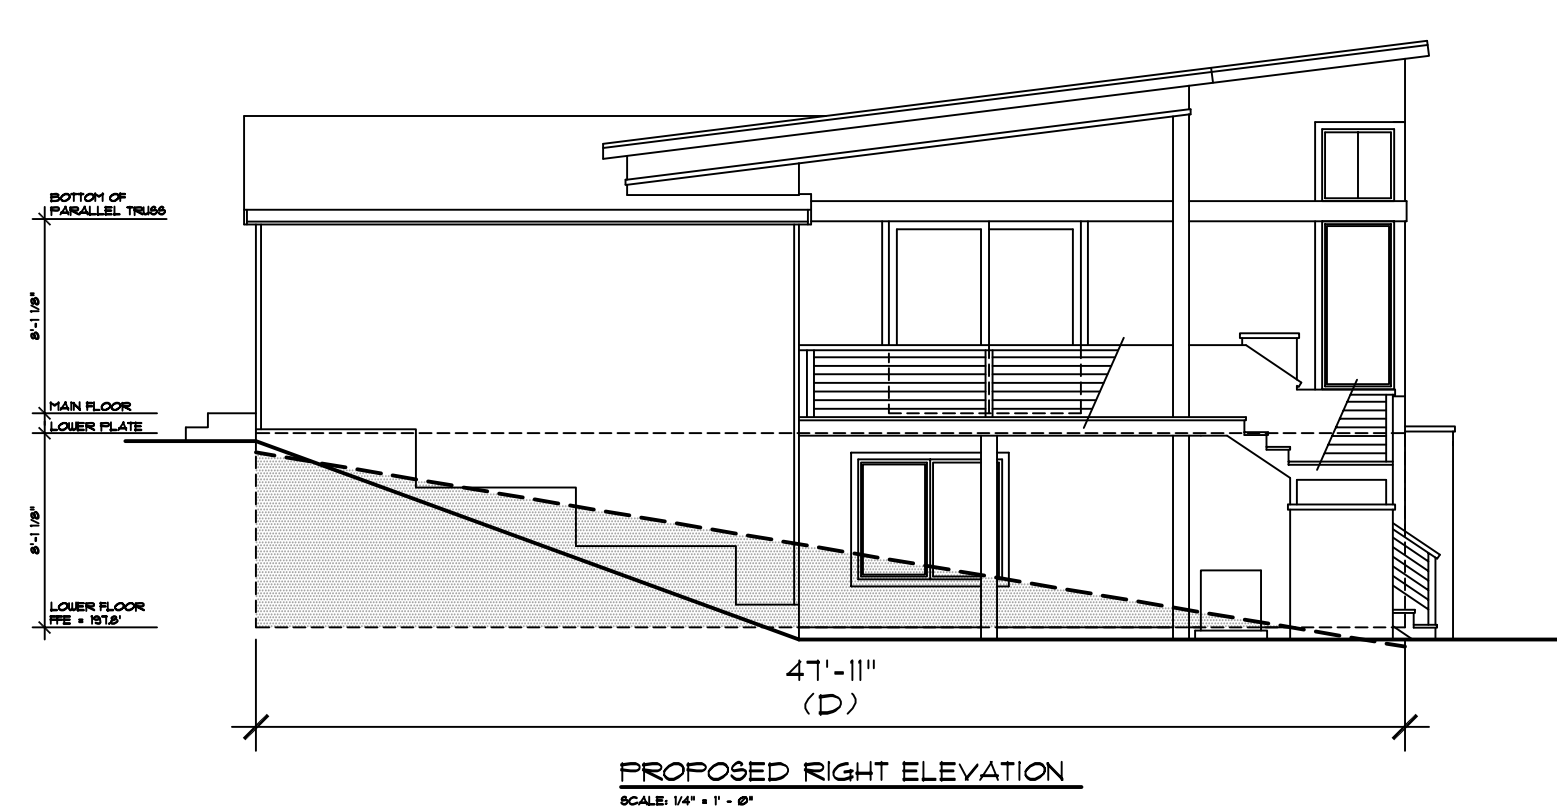 BOTTOM OF
PARALLEL TRUSS
8'-1 1/8"
MAIN FLOOR
LOWER PLATE
8'-1 1/8"
LOWER FLOOR
FFE = 197.8'
47'-11"
(D)
PROPOSED RIGHT ELEVATION
SCALE: 1/4" = 1' - 0"